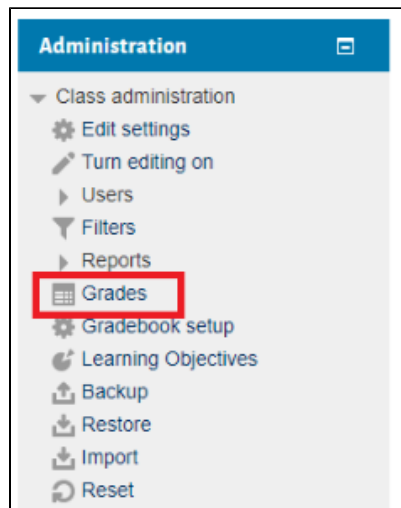 Administration
Class administration
Edit settings
Turn editing on
Users
Filters
Reports
Grades
Gradebook setup
Learning Objectives
Backup
Restore
Import
Reset